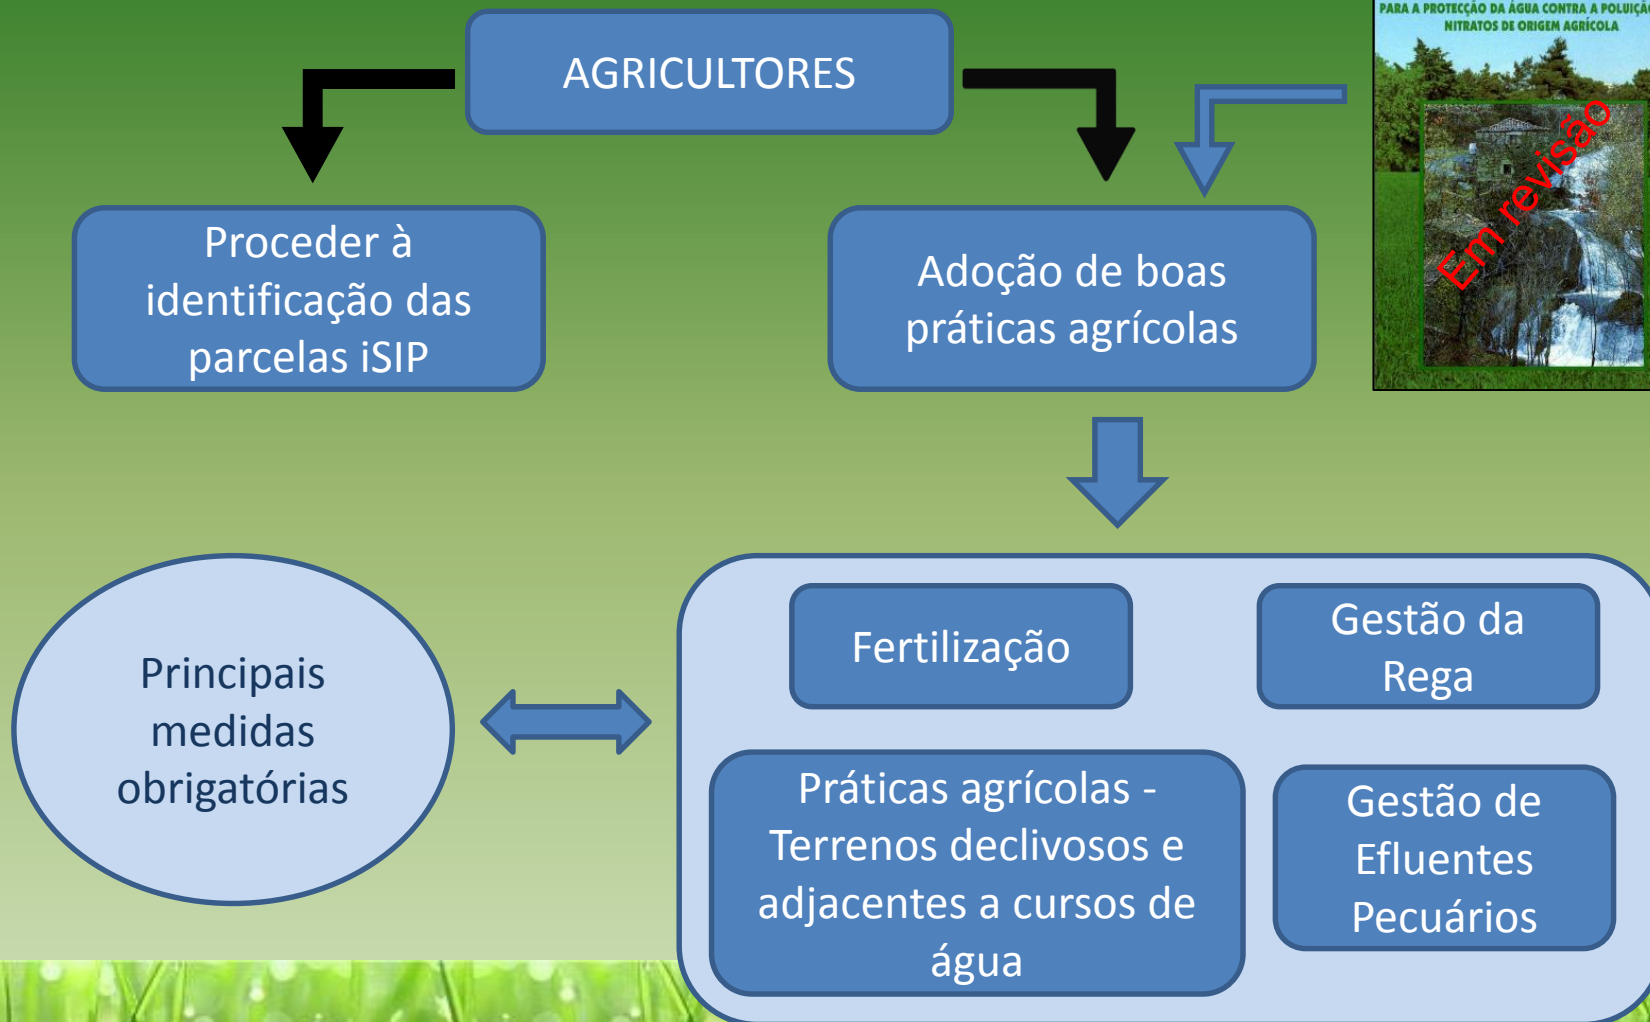 PARA A PROTECÇÃO DA ÁGUA CONTRA A POLUIÇÃO
NITRATOS DE ORIGEM AGRÍCOLA
Em revisão
AGRICULTORES
Proceder à
identificação das
parcelas iSIP
Adoção de boas
práticas agrícolas
Principais
medidas
obrigatórias
Fertilização
Gestão da
Rega
Práticas agrícolas -
Terrenos declivosos e
adjacentes a cursos de
água
Gestão de
Efluentes
Pecuários